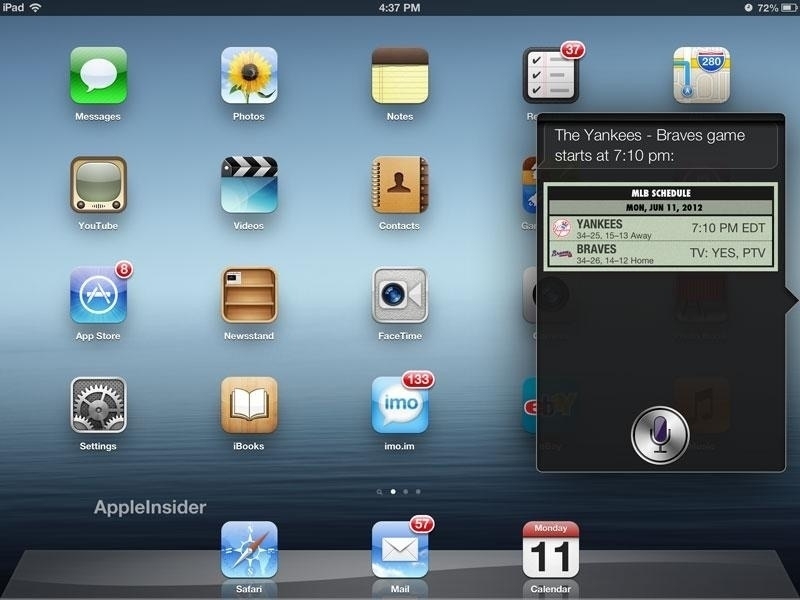 iPad 4:37 PM 72%
37
280
Messages Photos Notes Re
The Yankees - Braves game
starts at 7:10 pm:
MLB SCHEDULE
MON, JUN 11, 2012
YANKEES 7:10 PM EDT
34-25, 15-13 Away
BRAVES TV: YES, PTV
34-26, 14-12 Home
YouTube Videos Contacts
8
App Store Newsstand FaceTime
133
imo
ebY
Settings iBooks imo.im eBay Music
AppleInsider
57
Monday
11
Safari Mail Calendar